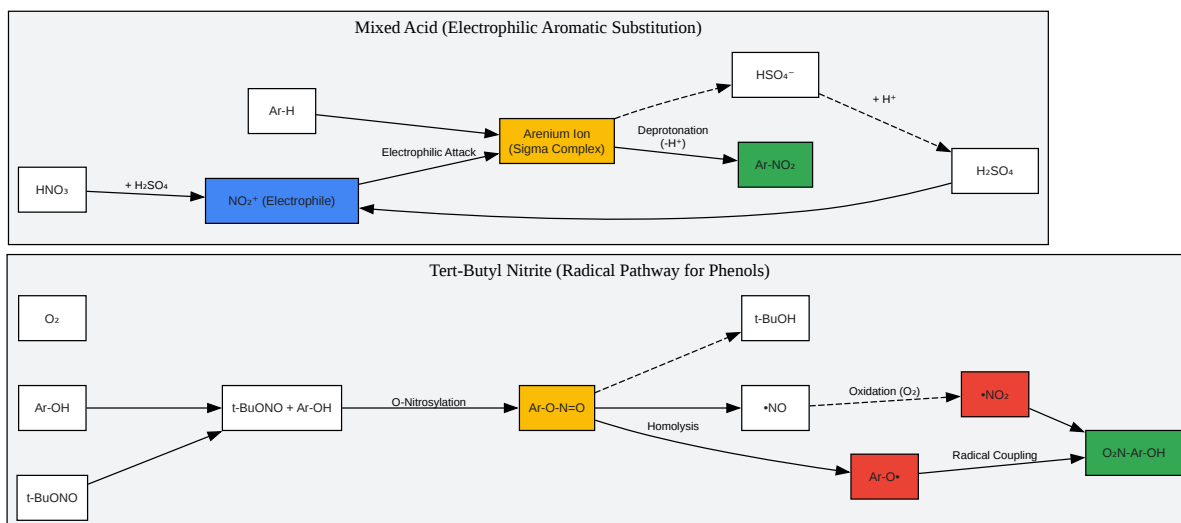 Mixed Acid (Electrophilic Aromatic Substitution)
HSO₄⁻
+ H⁺
Ar-H
Arenium Ion
(Sigma Complex)
Deprotonation
(-H⁺)
Electrophilic Attack
Ar-NO₂
H₂SO₄
HNO₃
+ H₂SO₄
NO₂⁺ (Electrophile)
Tert-Butyl Nitrite (Radical Pathway for Phenols)
O₂
t-BuOH
Ar-OH
t-BuONO + Ar-OH
O-Nitrosylation
Ar-O-N=O
•NO
Oxidation (O₂)
•NO₂
Homolysis
O₂N-Ar-OH
Radical Coupling
Ar-O•
t-BuONO